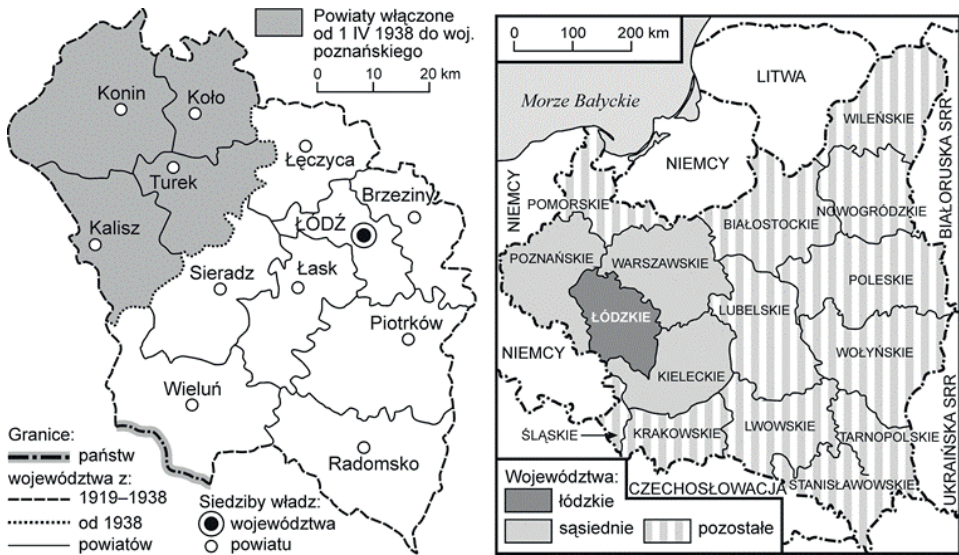 Powiaty włączone
od 1 IV 1938 do woj.
poznańskiego
0 10 20 km
Konin
Koło
Łęczyca
Turek
Brzeziny
Kalisz
ŁÓDŹ
Sieradz
Łask
Piotrków
Wieluń
Radomsko
Granice:
państw
województwa z:
1919–1938
od 1938
powiatów
Siedziby władz:
województwa
powiatu
0 100 200 km
LITWA
Morze Bałyckie
WILEŃSKIE
NIEMCY
NIEMCY
BIAŁORUSKA SRR
POMORSKIE
BIAŁOSTOCKIE
NOWOGRÓDZKIE
POZNAŃSKIE
WARSZAWSKIE
POLESKIE
ŁÓDZKIE
LUBELSKIE
NIEMCY
WOŁYŃSKIE
KIELECKIE
ŚLĄSKIE
KRAKOWSKIE
LWOWSKIE
TARNOPOLSKIE
UKRAIŃSKA SRR
STANISŁAWOWSKIE
CZECHOSŁOWACJA
Województwa:
łódzkie
sąsiednie
pozostałe